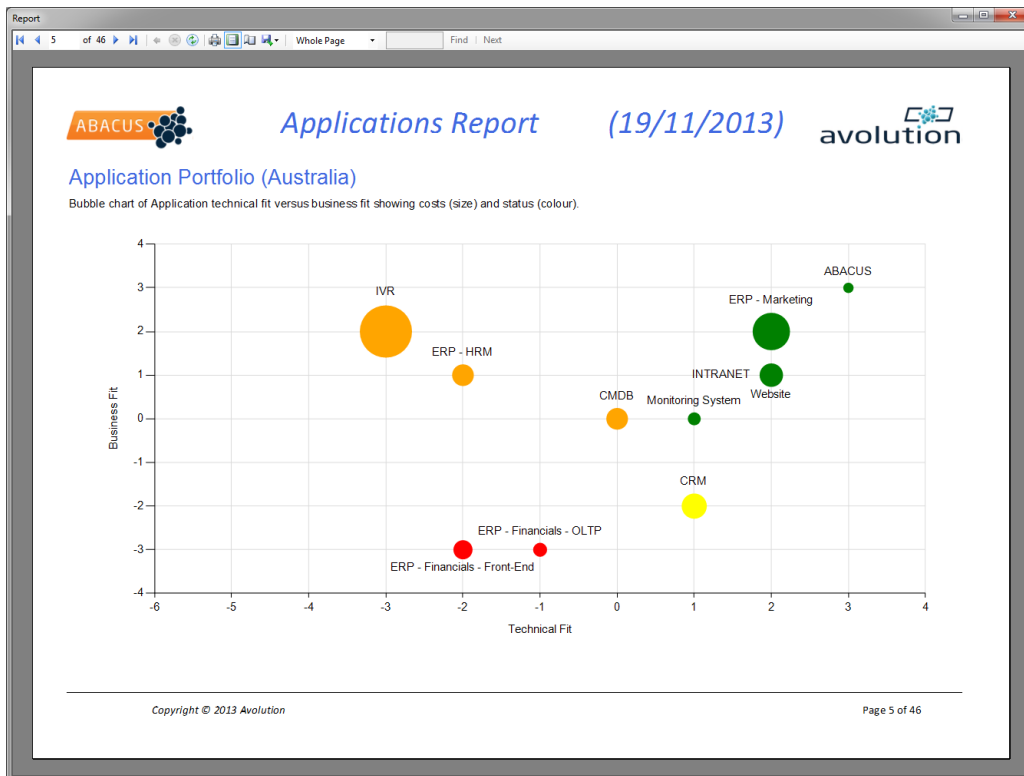 Report
5 of 46 Whole Page Find | Next
ABACUS
Applications Report (19/11/2013)
avolution
Application Portfolio (Australia)
Bubble chart of Application technical fit versus business fit showing costs (size) and status (colour).
4
ABACUS
3
IVR
ERP - Marketing
2
ERP - HRM
1
INTRANET
CMDB
Website
Monitoring System
0
Business Fit
-1
CRM
-2
ERP - Financials - OLTP
-3
ERP - Financials - Front-End
-4
-6 -5 -4 -3 -2 -1 0 1 2 3 4
Technical Fit
Copyright © 2013 Avolution
Page 5 of 46